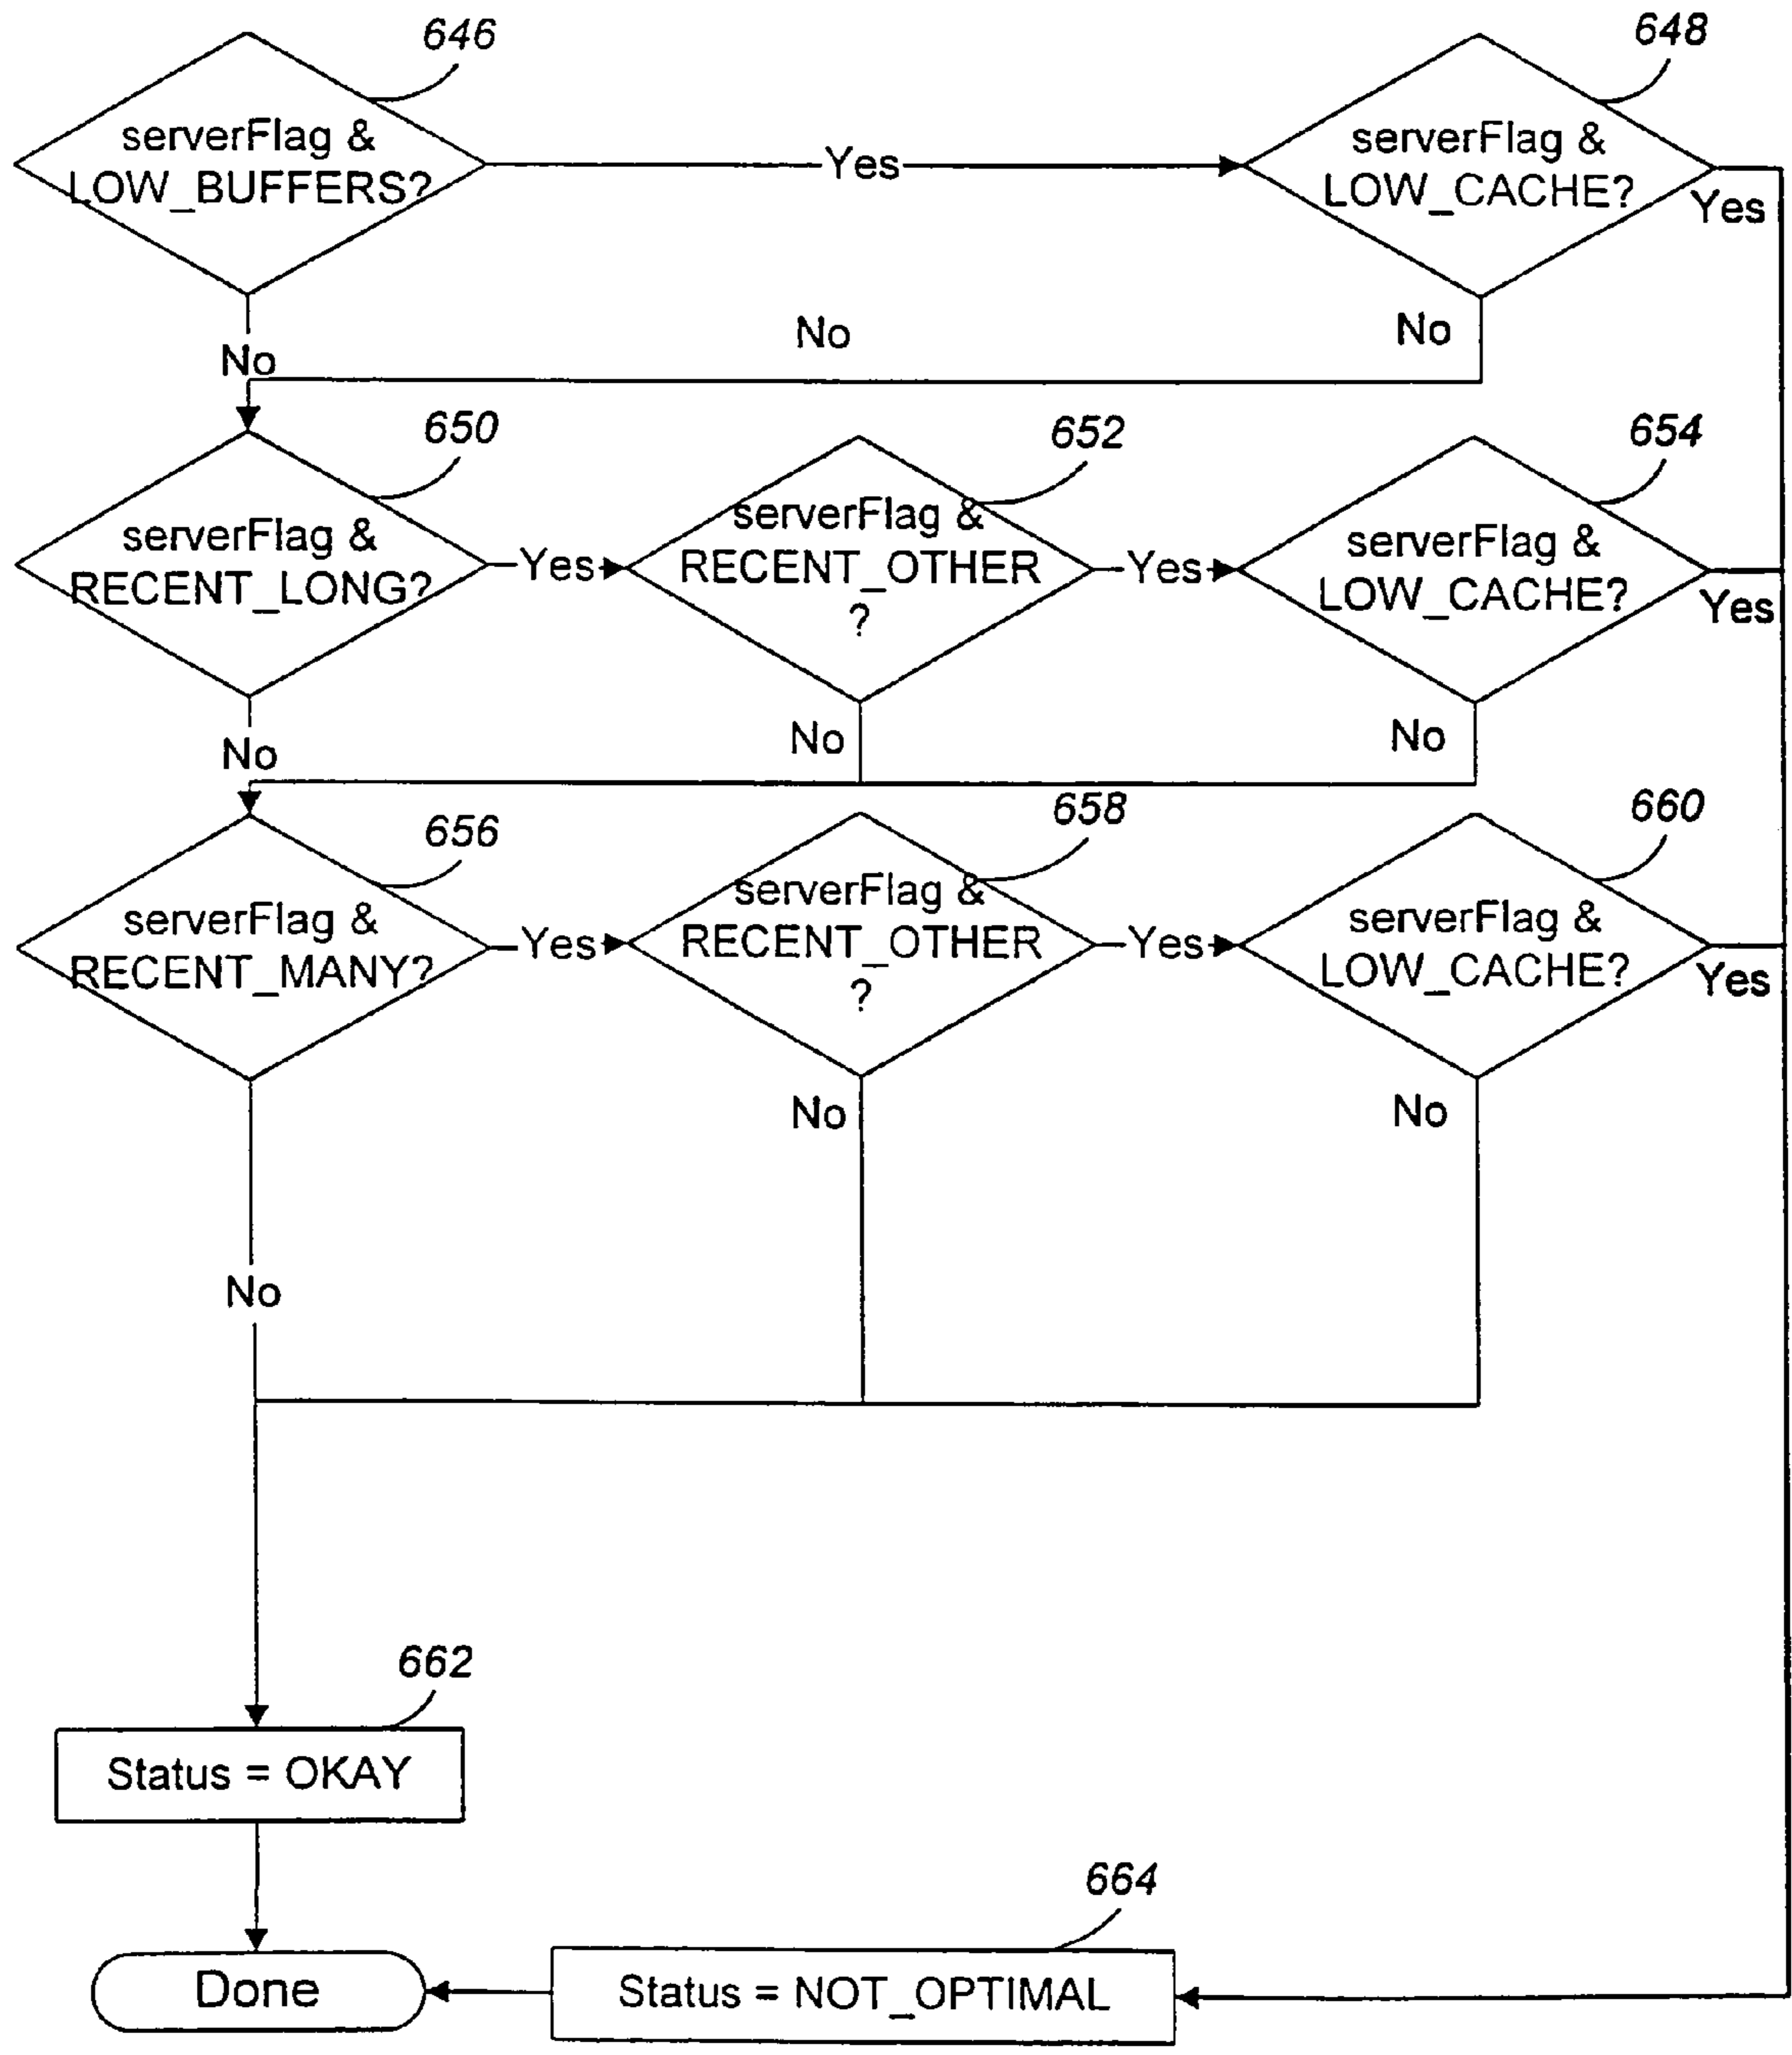 646
648
serverFlag &
LOW_BUFFERS?
Yes
serverFlag &
LOW_CACHE?
Yes
No
No
No
650
652
654
serverFlag &
RECENT_LONG?
Yes
serverFlag &
RECENT_OTHER
?
Yes
serverFlag &
LOW_CACHE?
Yes
No
No
No
656
658
660
serverFlag &
RECENT_MANY?
Yes
serverFlag &
RECENT_OTHER
?
Yes
serverFlag &
LOW_CACHE?
Yes
No
No
No
662
Status = OKAY
664
Done
Status = NOT_OPTIMAL